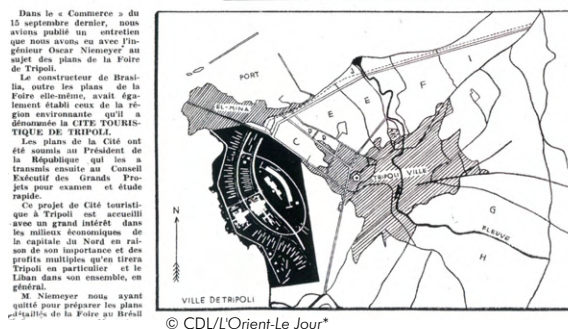 Dans le « Commerce » du
15 septembre dernier, nous
avions publié un entretien
que nous avons eu avec l'in-
génieur Oscar Niemeyer au
sujet des plans de la Foire
de Tripoli.
Le constructeur de Brasi-
lia, outre les plans de la
Foire elle-même, avait éga-
lement établi ceux de la ré-
gion environnante qu'il a
dénommée la CITE TOURIS-
TIQUE DE TRIPOLI.
Les plans de la Cité ont
été soumis au Président de
la République qui les a
transmis ensuite au Conseil
Exécutif des Grands Pro-
jets pour examen et étude
rapide.
Ce projet de Cité touristi-
que à Tripoli est accueilli
avec un grand intérêt dans
les milieux économiques de
la capitale du Nord en rai-
son de son importance et des
profits multiples qu'en tirera
Tripoli en particulier et le
Liban dans son ensemble, en
général.
M. Niemeyer nous ayant
quitté pour préparer les plans
détaillés de la Foire au Brésil
PORT
EL-MINA
C
D
E
E
F
I
TRIPOLI VILLE
G
FLEUVE
H
N
VILLE DE TRIPOLI
© CDL/L'Orient-Le Jour*